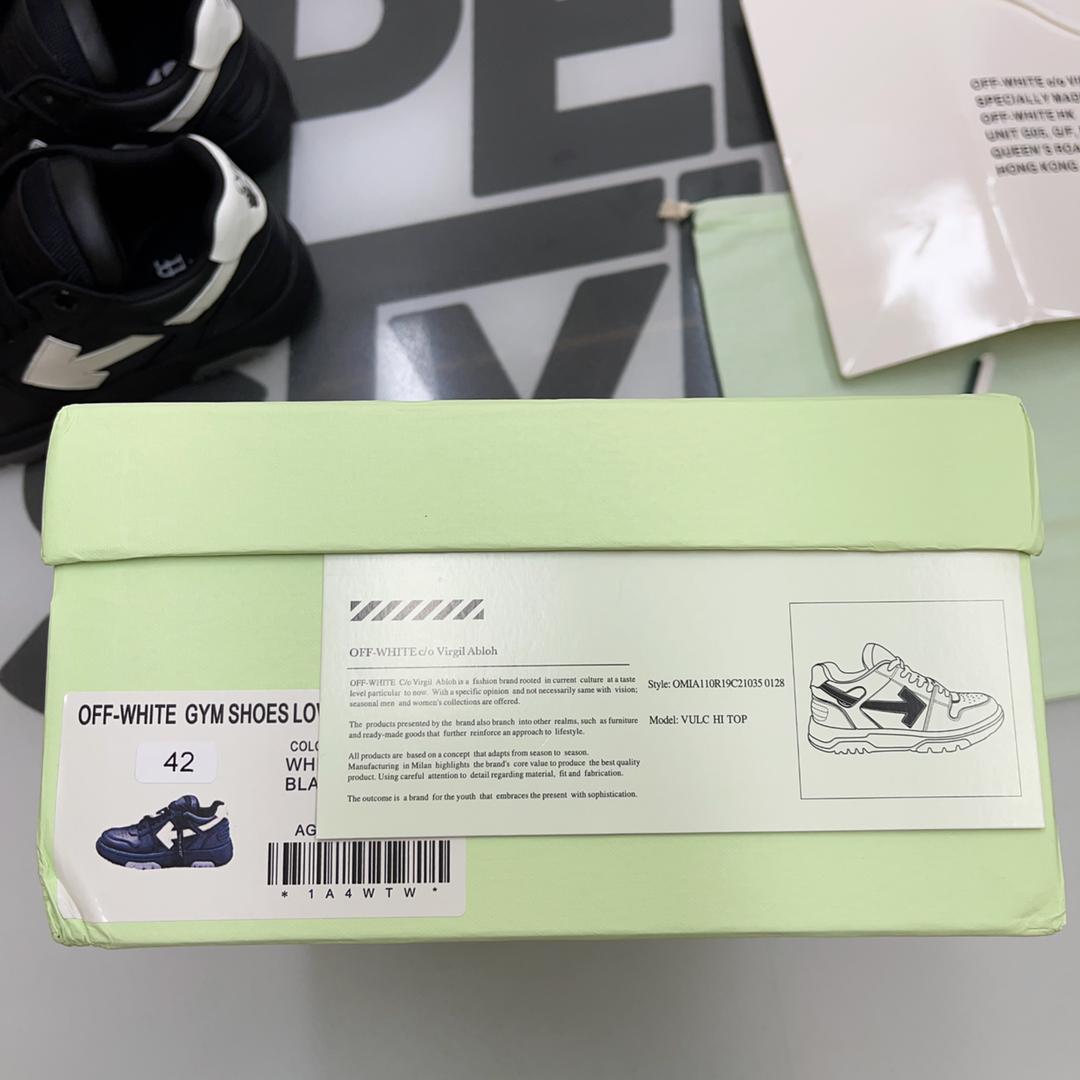 OFF-WHITE c/o
SPECIALLY MADE
OFF-WHITE HK
UNIT G05, G/F,
QUEEN'S
HONG KONG
OFF-WHITE c/o Virgil Abloh
OFF-WHITE C/o Virgil Abloh is a fashion brand rooted in current culture at a taste
level particular to now. With a specific opinion and not necessarily same with vision;
seasonal men and women's collections are offered.
The products presented by the brand also branch into other realms, such as furniture
and ready-made goods that further reinforce an approach to lifestyle.
All products are based on a concept that adapts from season to season.
Manufacturing in Milan highlights the brand's core value to produce the best quality
product. Using careful attention to detail regarding material, fit and fabrication.
The outcome is a brand for the youth that embraces the present with sophistication.
Style: OMIA110R19C21035 0128
Model: VULC HI TOP
OFF-WHITE GYM SHOES
42
* 1 A 4 W T W *